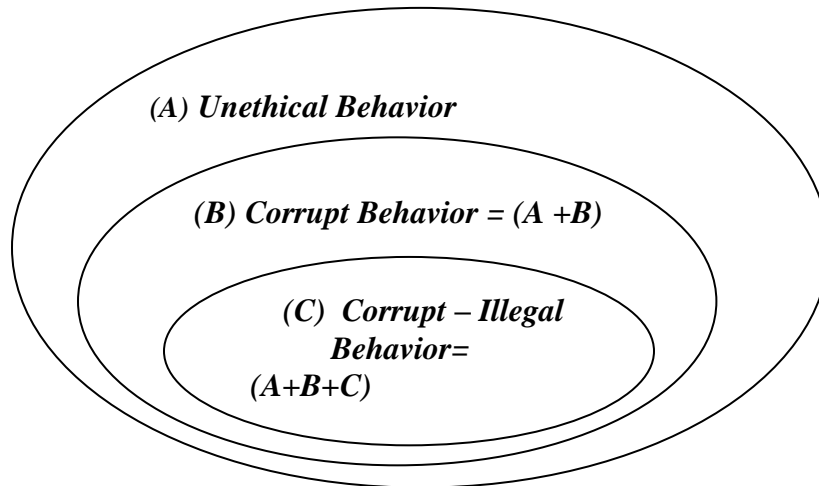 (A) Unethical Behavior
(B) Corrupt Behavior = (A +B)
(C) Corrupt – Illegal
Behavior=
(A+B+C)